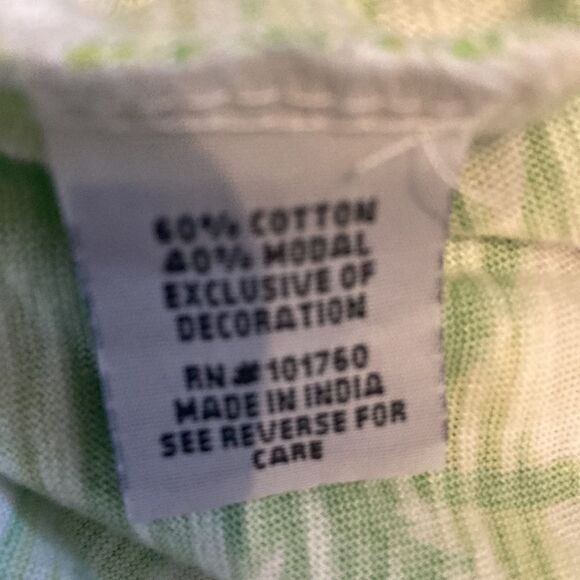 60% COTTON
40% MODAL
EXCLUSIVE OF
DECORATION
RN# 101760
MADE IN INDIA
SEE REVERSE FOR
CARE